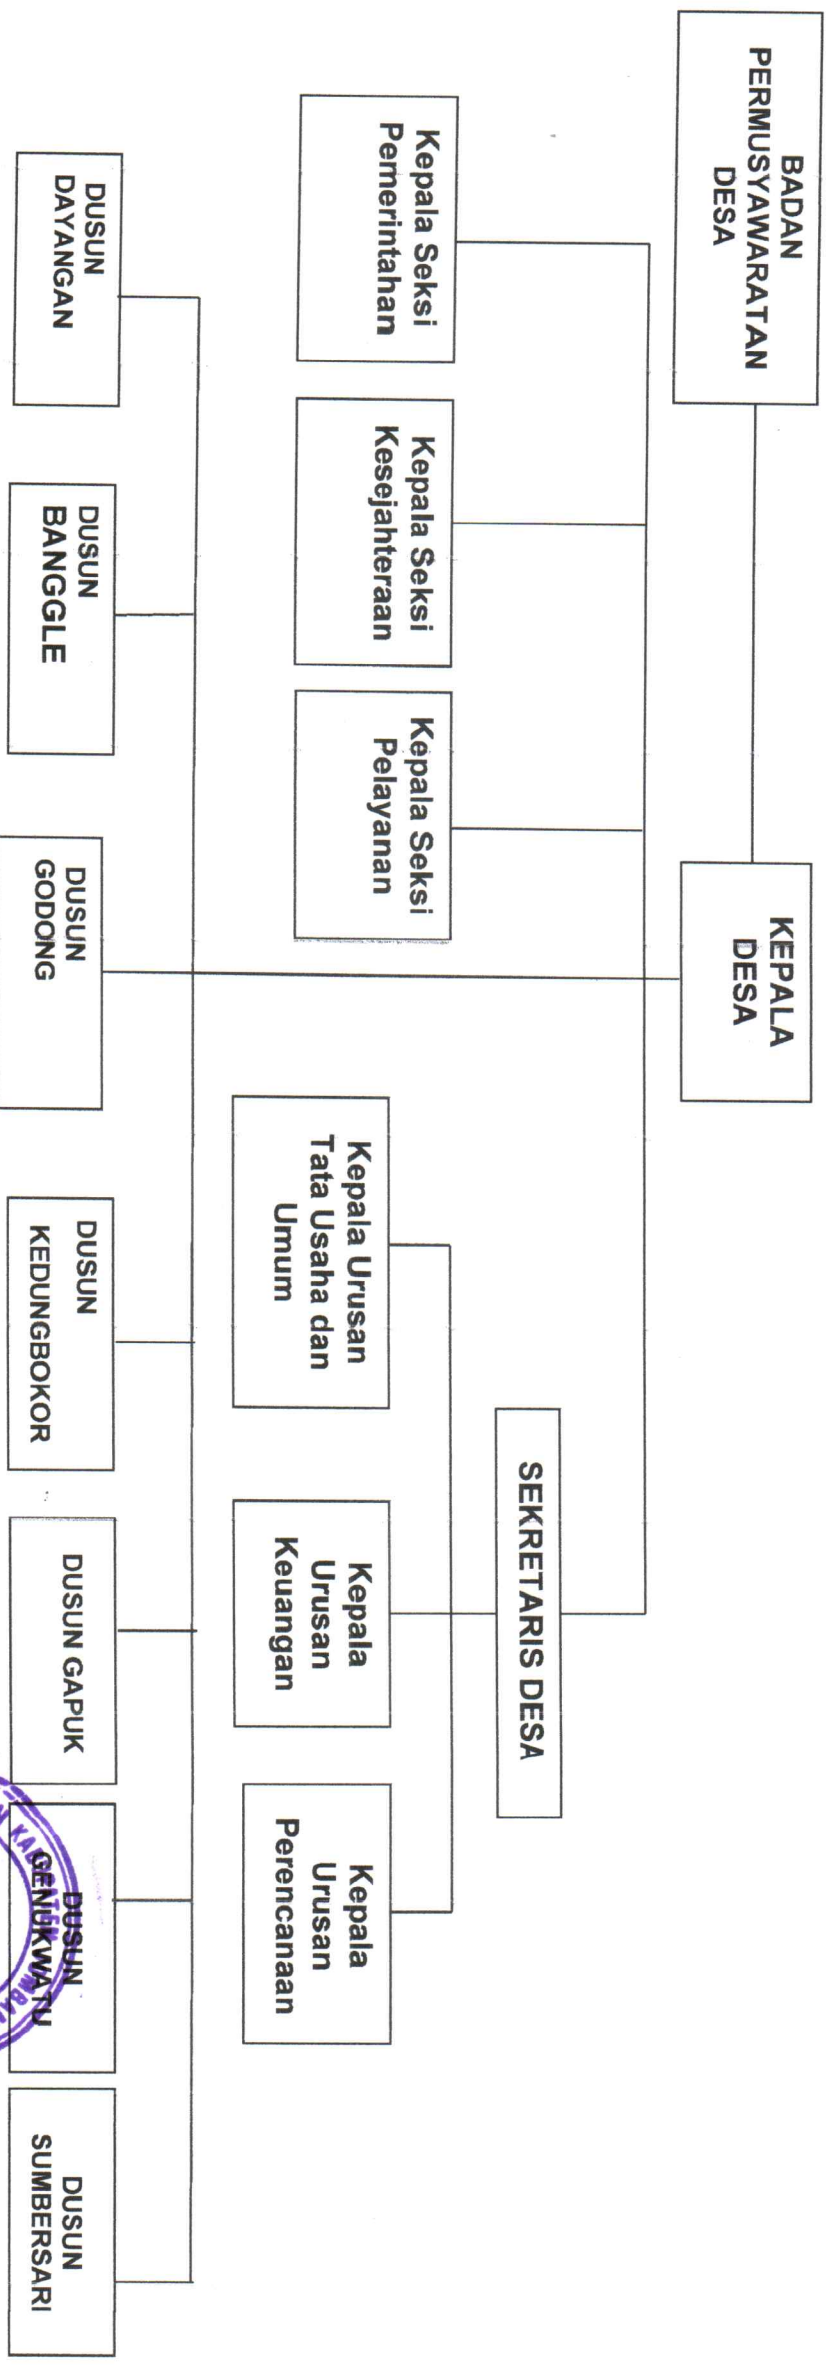 BADAN
PERMUSYAWARATAN
DESA
KEPALA
DESA
SEKRETARIS DESA
Kepala Seksi
Pemerintahan
Kepala Seksi
Kesejahteraan
Kepala Seksi
Pelayanan
Kepala Urusan
Tata Usaha dan
Umum
Kepala
Urusan
Keuangan
Kepala
Urusan
Perencanaan
DUSUN
DAYANGAN
DUSUN
BANGGLE
DUSUN
GODONG
DUSUN
KEDUNGBOKOR
DUSUN GAPUK
DUSUN
GENUKWATU
DUSUN
SUMBERSARI